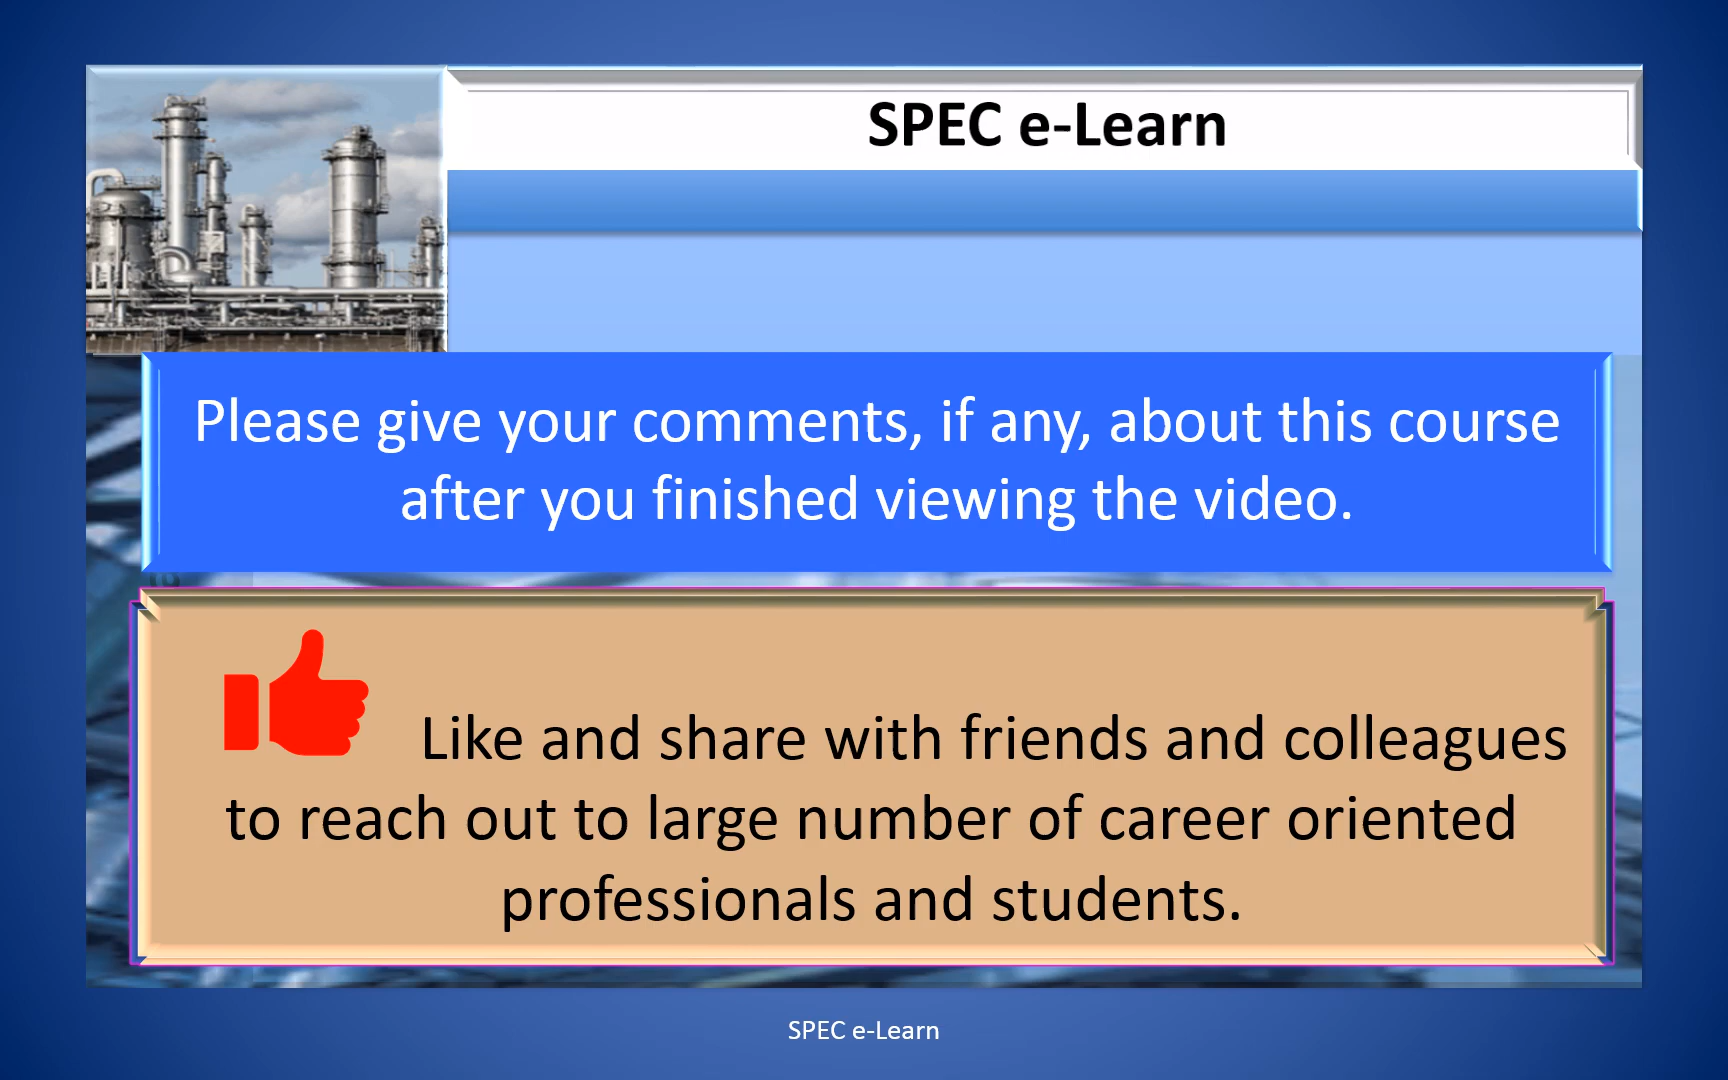 SPEC e-Learn
Please give your comments, if any, about this course
after you finished viewing the video.
Like and share with friends and colleagues
to reach out to large number of career oriented
professionals and students.
SPEC e-Learn